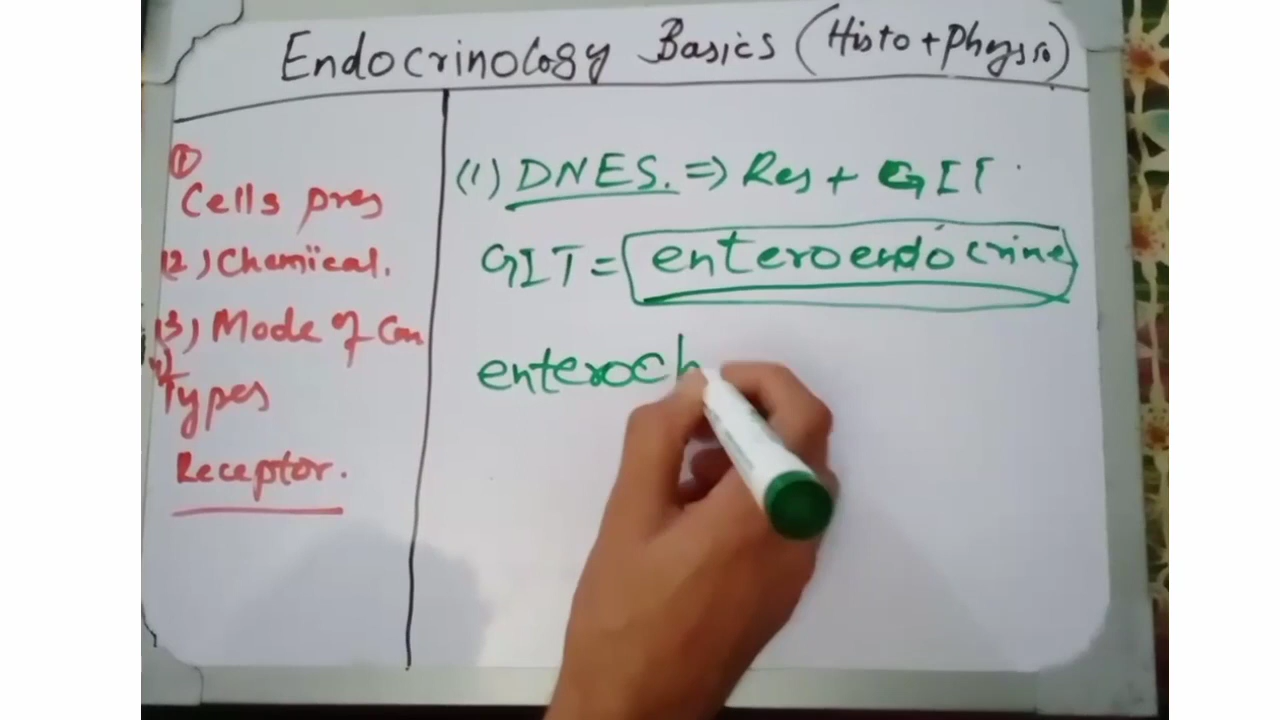 Endocrinology Basics (Histo + Physio)
①
Cells pres
(2) Chemical.
(3) Mode of Con
4)
Types
Receptor.
(1) DNES. ⇒ Res + GIT.
GIT = enteroendocrine
enteroch